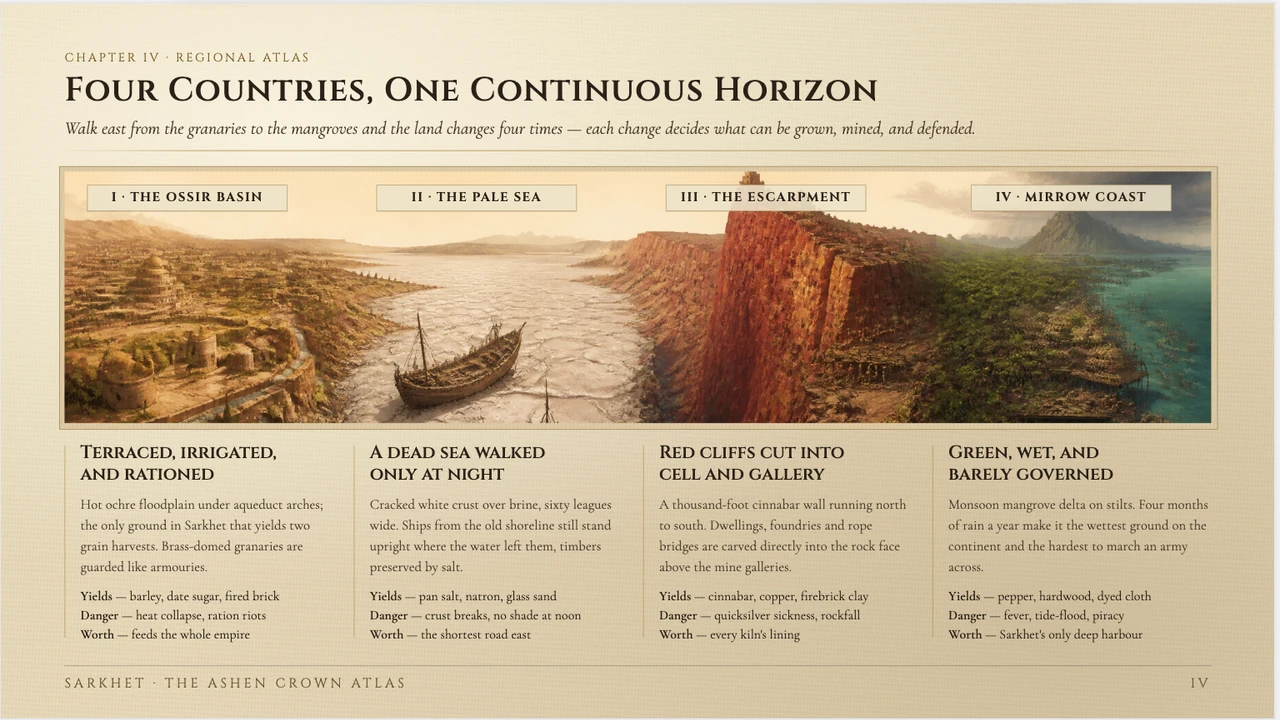 CHAPTER IV · REGIONAL ATLAS
Four Countries, One Continuous Horizon
Walk east from the granaries to the mangroves and the land changes four times — each change decides what can be grown, mined, and defended.
I · THE OSSIR BASIN
II · THE PALE SEA
III · THE ESCARPMENT
IV · MIRROW COAST
Terraced, irrigated,
and rationed
Hot ochre floodplain under aqueduct arches;
the only ground in Sarkhet that yields two
grain harvests. Brass-domed granaries are
guarded like armouries.
Yields — barley, date sugar, fired brick
Danger — heat collapse, ration riots
Worth — feeds the whole empire
A dead sea walked
only at night
Cracked white crust over brine, sixty leagues
wide. Ships from the old shoreline still stand
upright where the water left them, timbers
preserved by salt.
Yields — pan salt, natron, glass sand
Danger — crust breaks, no shade at noon
Worth — the shortest road east
Red cliffs cut into
cell and gallery
A thousand-foot cinnabar wall running north
to south. Dwellings, foundries and rope
bridges are carved directly into the rock face
above the mine galleries.
Yields — cinnabar, copper, firebrick clay
Danger — quicksilver sickness, rockfall
Worth — every kiln's lining
Green, wet, and
barely governed
Monsoon mangrove delta on stilts. Four months
of rain a year make it the wettest ground on the
continent and the hardest to march an army
across.
Yields — pepper, hardwood, dyed cloth
Danger — fever, tide-flood, piracy
Worth — Sarkhet's only deep harbour
SARKHET · THE ASHEN CROWN ATLAS
IV